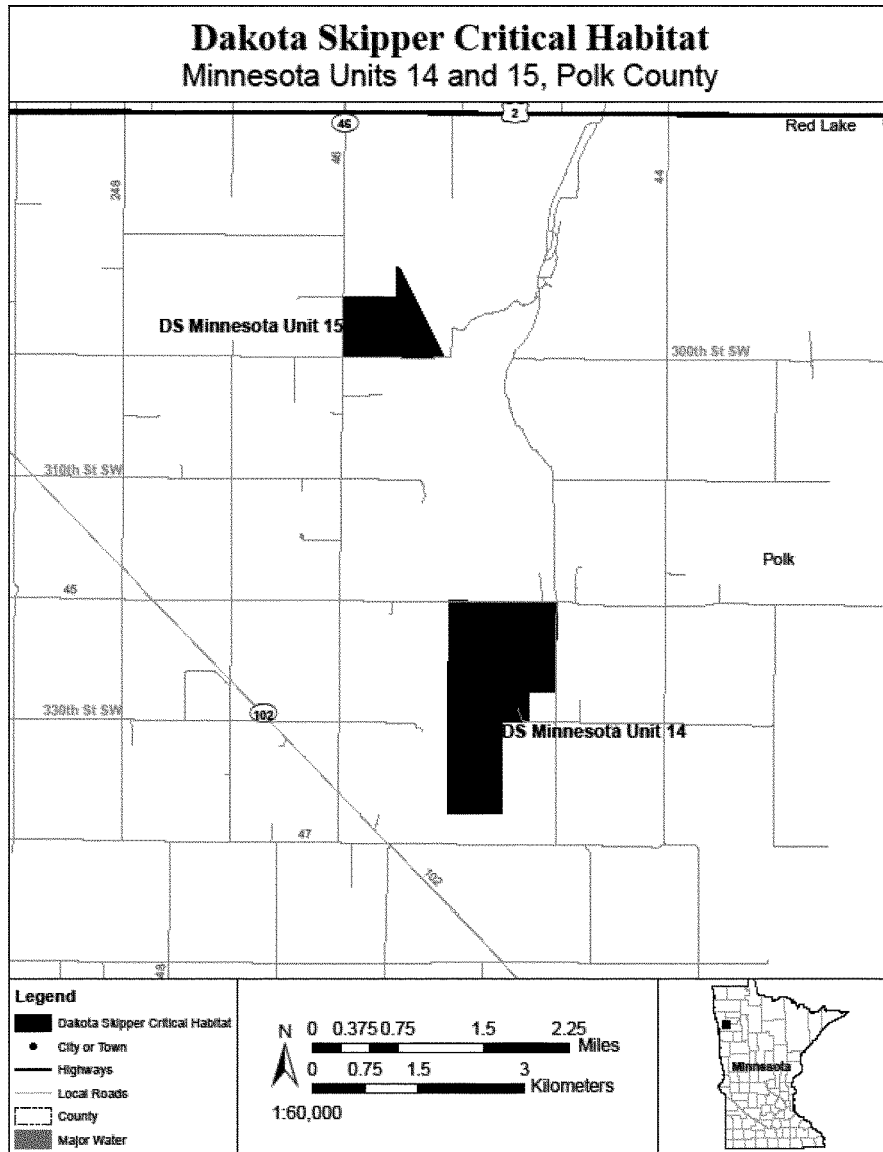 Dakota Skipper Critical Habitat
Minnesota Units 14 and 15, Polk County
2
46
Red Lake
46
44
248
DS Minnesota Unit 15
300th St SW
310th St SW
Polk
45
330th St SW
102
DS Minnesota Unit 14
47
102
48
Legend
Dakota Skipper Critical Habitat
City or Town
Highways
Local Roads
County
Major Water
N
0 0.375 0.75 1.5 2.25
Miles
0 0.75 1.5 3
Kilometers
1:60,000
Minnesota